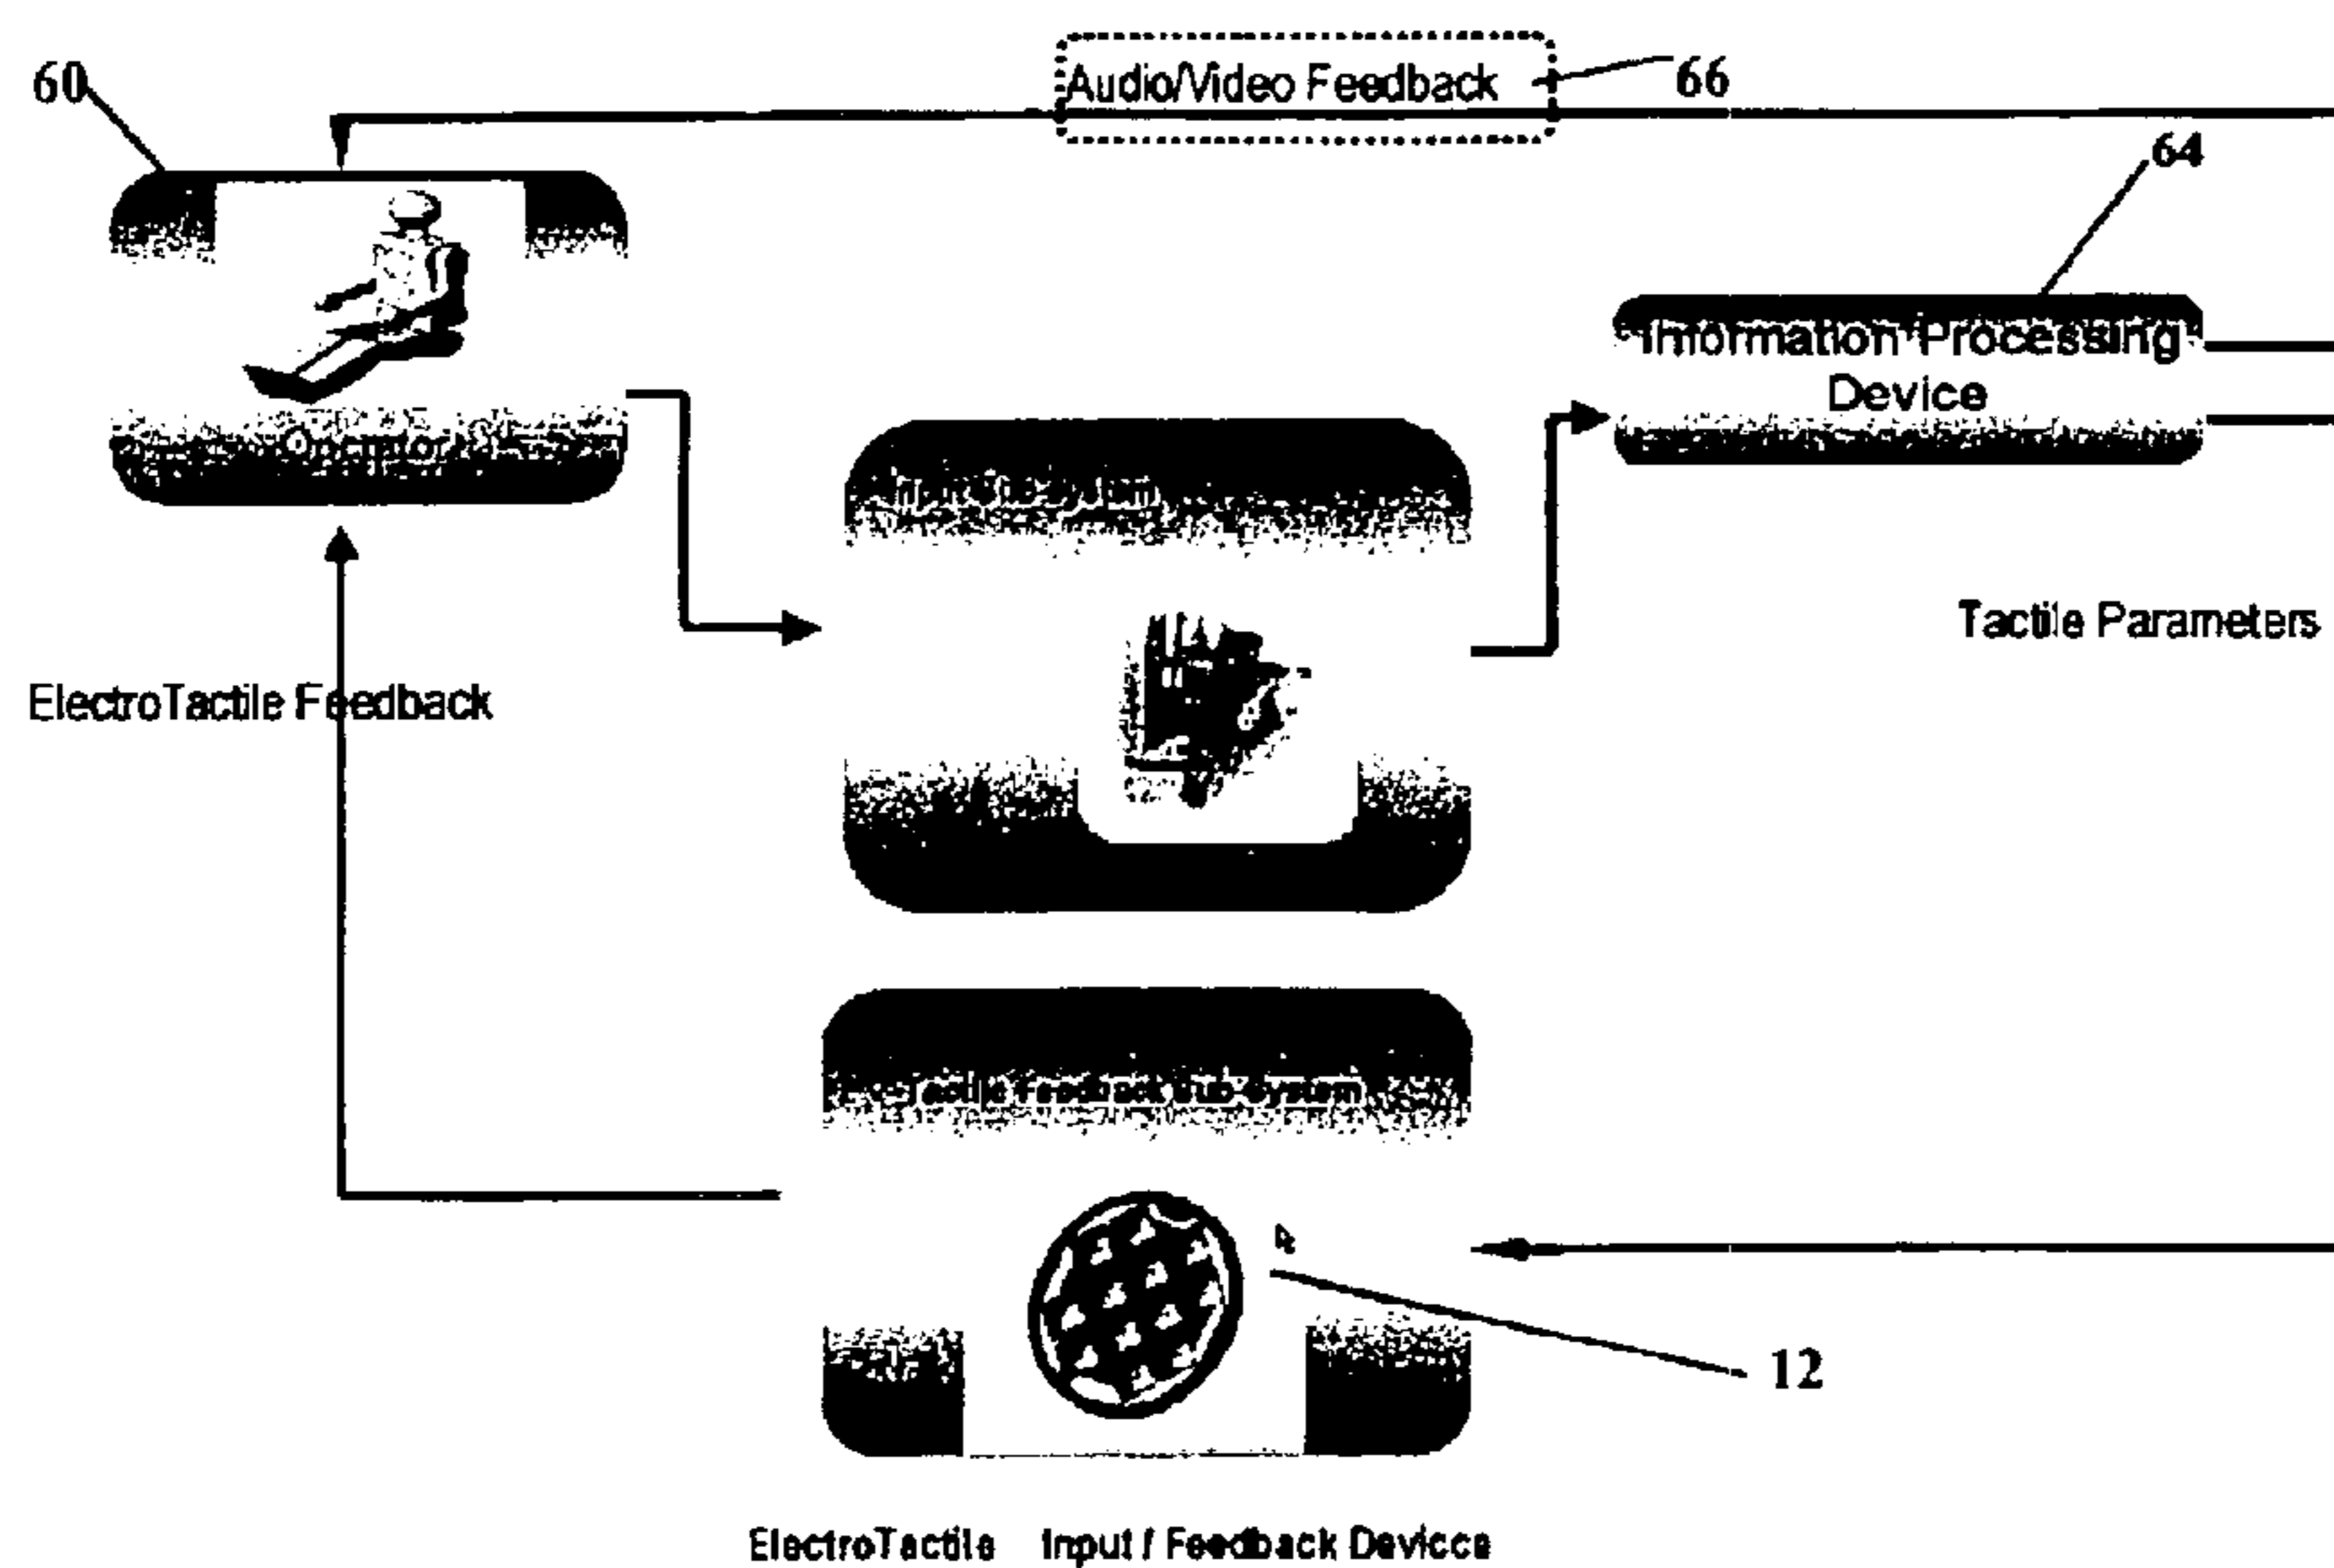 Audio/Video Feedback
66
60
64
Information Processing
Device
Operator
Input Sub-System
Tactile Parameters
ElectroTactile Feedback
Tactile Feedback Sub-System
12
ElectroTactile Input / Feedback Devices